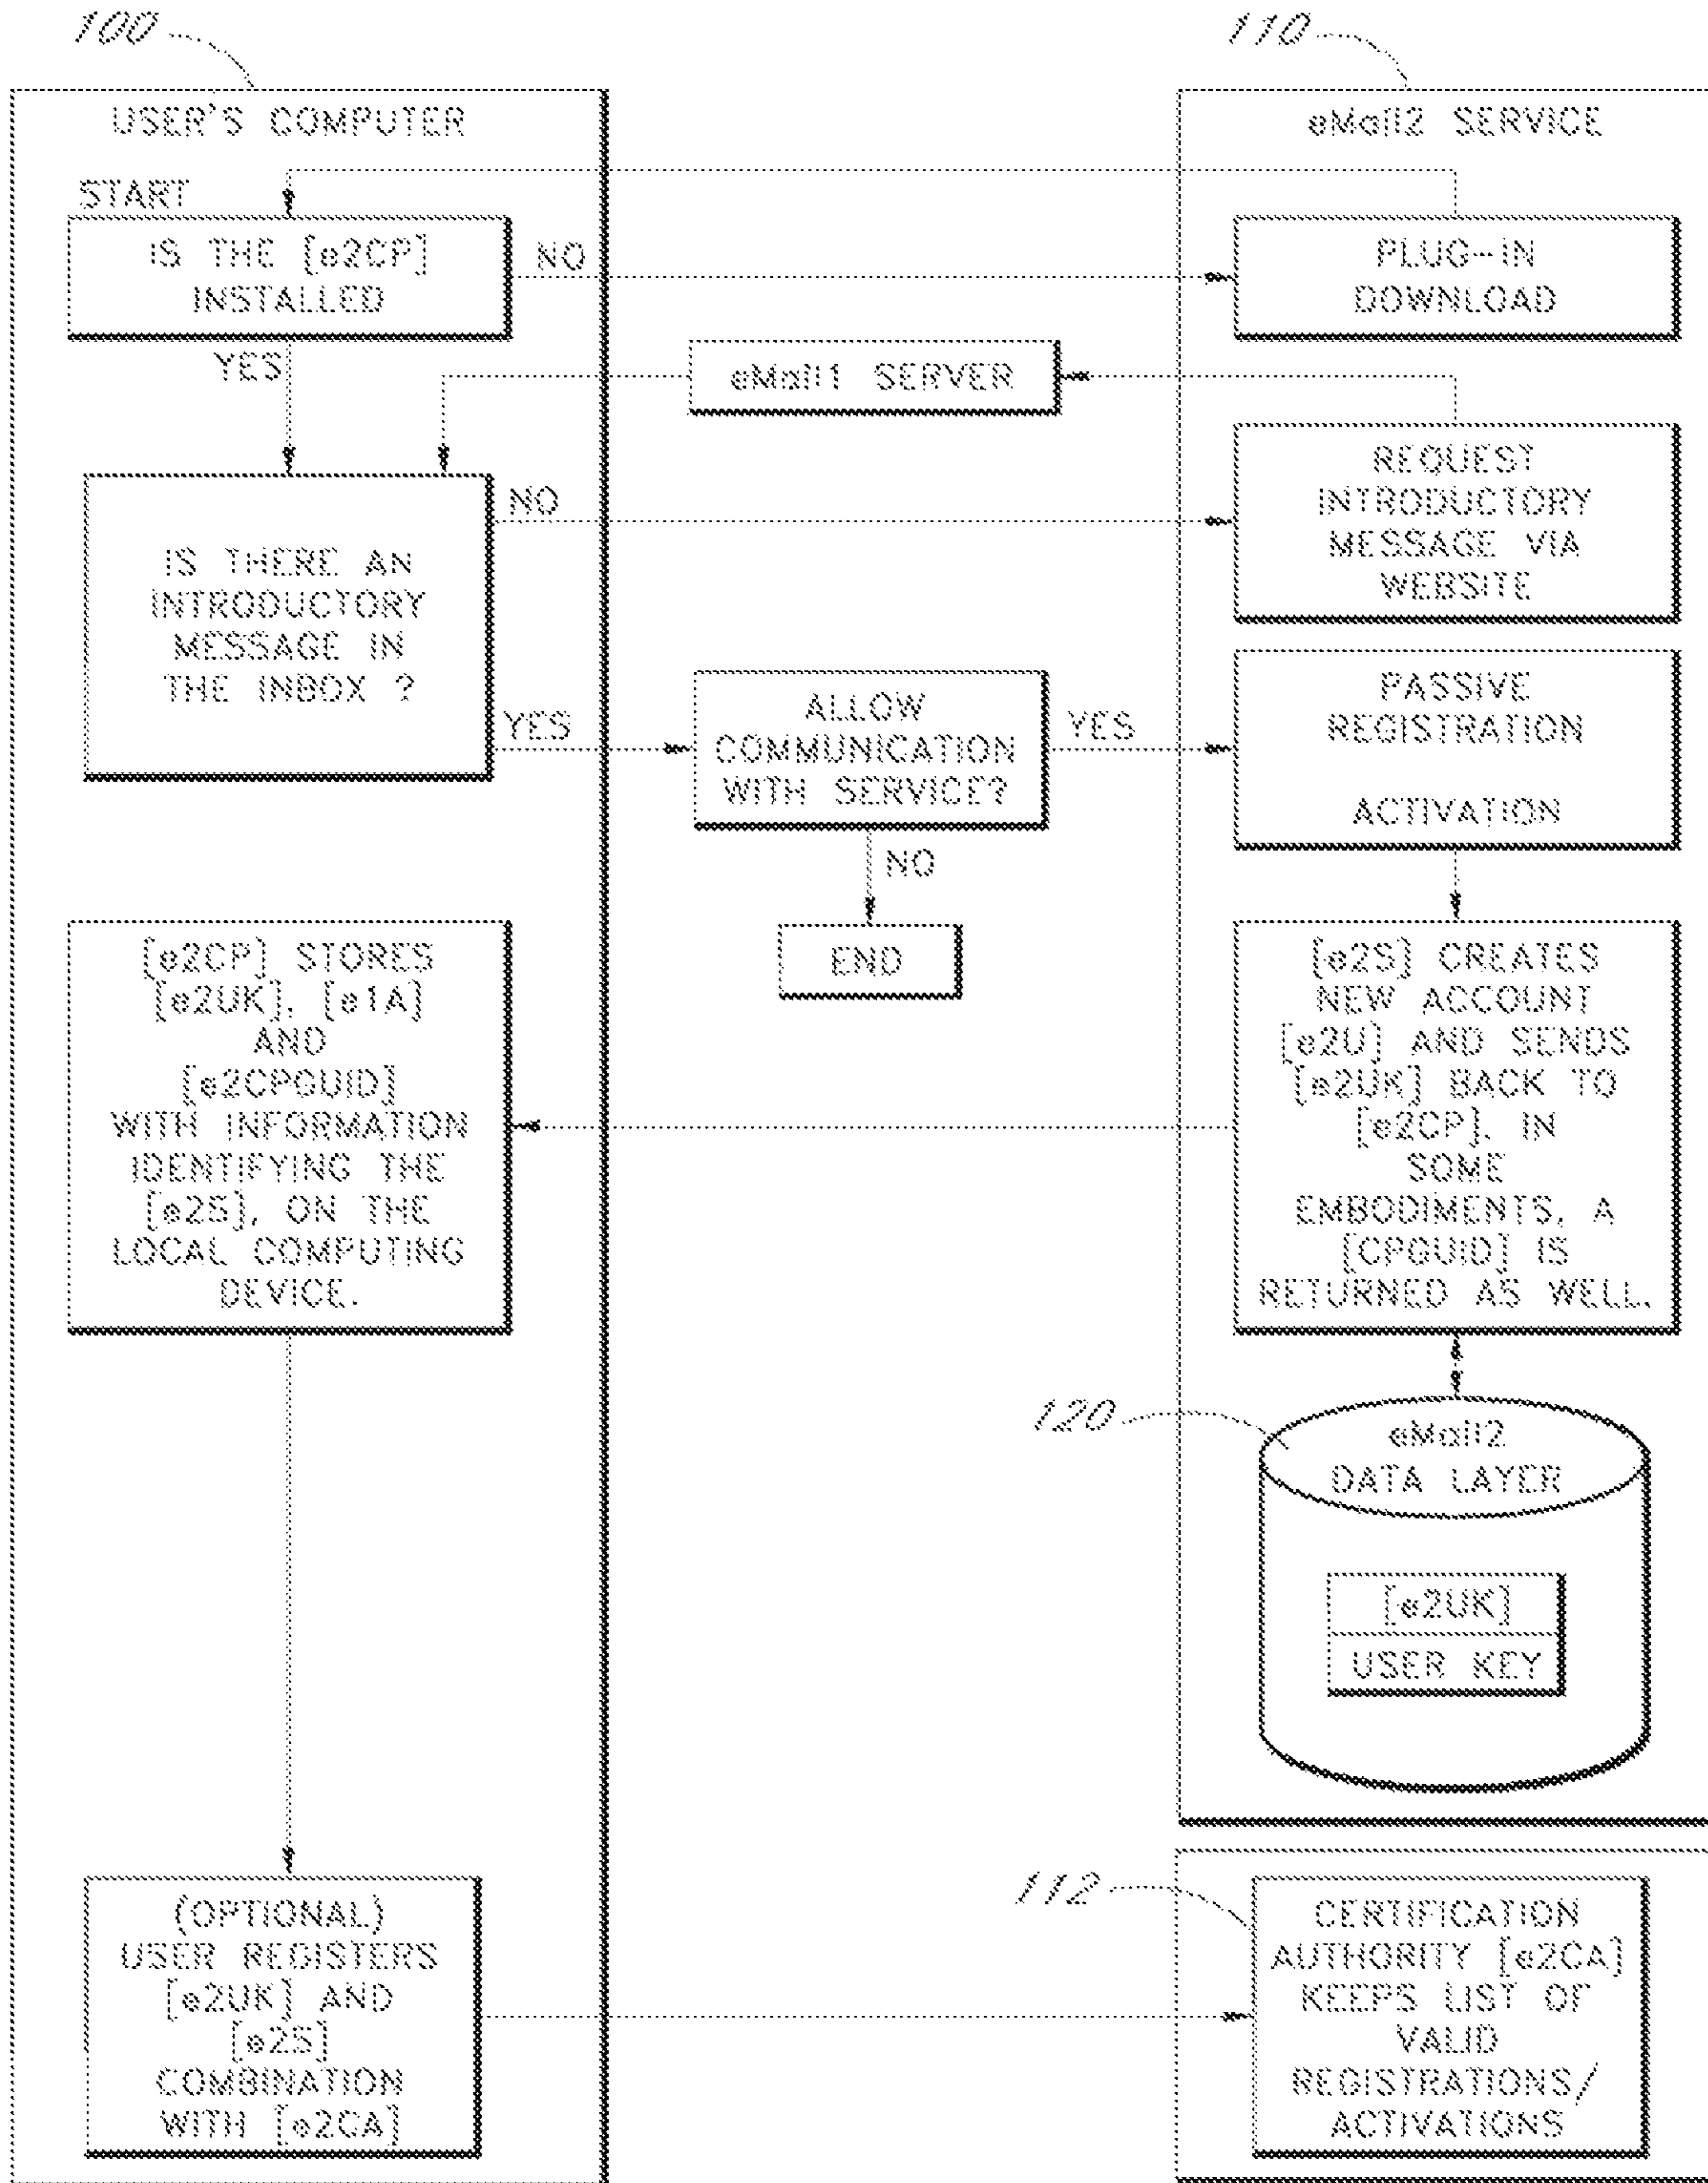 100
110
USER'S COMPUTER
eMail2 SERVICE
START
IS THE [e2CP]
INSTALLED
NO
PLUG-IN
DOWNLOAD
YES
eMail1 SERVER
IS THERE AN
INTRODUCTORY
MESSAGE IN
THE INBOX ?
NO
REQUEST
INTRODUCTORY
MESSAGE VIA
WEBSITE
YES
ALLOW
COMMUNICATION
WITH SERVICE?
YES
PASSIVE
REGISTRATION
ACTIVATION
NO
END
[e2CP] STORES
[e2UK], [e1A]
AND
[e2CPGUID]
WITH INFORMATION
IDENTIFYING THE
[e2S], ON THE
LOCAL COMPUTING
DEVICE.
[e2S] CREATES
NEW ACCOUNT
[e2U] AND SENDS
[e2UK] BACK TO
[e2CP]. IN
SOME
EMBODIMENTS, A
[CPGUID] IS
RETURNED AS WELL.
120
eMail2
DATA LAYER
[e2UK]
USER KEY
(OPTIONAL)
USER REGISTERS
[e2UK] AND
[e2S]
COMBINATION
WITH [e2CA]
112
CERTIFICATION
AUTHORITY [e2CA]
KEEPS LIST OF
VALID
REGISTRATIONS/
ACTIVATIONS